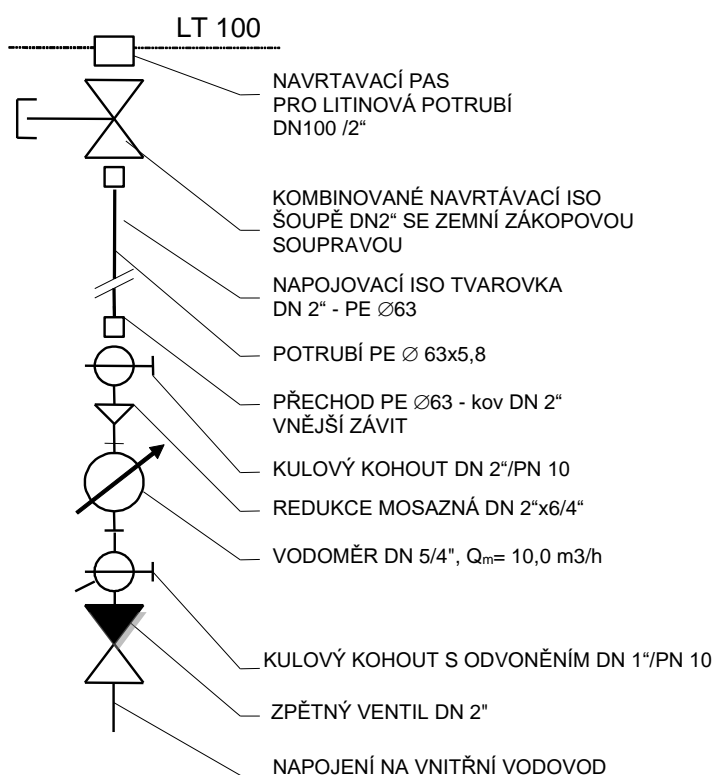 LT 100
NAVRTAVACÍ PAS
PRO LITINOVÁ POTRUBÍ
DN100 /2“
KOMBINOVANÉ NAVRTÁVACÍ ISO
ŠOUPĚ DN2“ SE ZEMNÍ ZÁKOPOVOU
SOUPRAVOU
NAPOJOVACÍ ISO TVAROVKA
DN 2“ - PE ∅63
POTRUBÍ PE ∅ 63x5,8
PŘECHOD PE ∅63 - kov DN 2“
VNĚJŠÍ ZÁVIT
KULOVÝ KOHOUT DN 2“/PN 10
REDUKCE MOSAZNÁ DN 2“x6/4“
VODOMĚR DN 5/4", Qm= 10,0 m3/h
KULOVÝ KOHOUT S ODVONĚNÍM DN 1“/PN 10
ZPĚTNÝ VENTIL DN 2"
NAPOJENÍ NA VNITŘNÍ VODOVOD